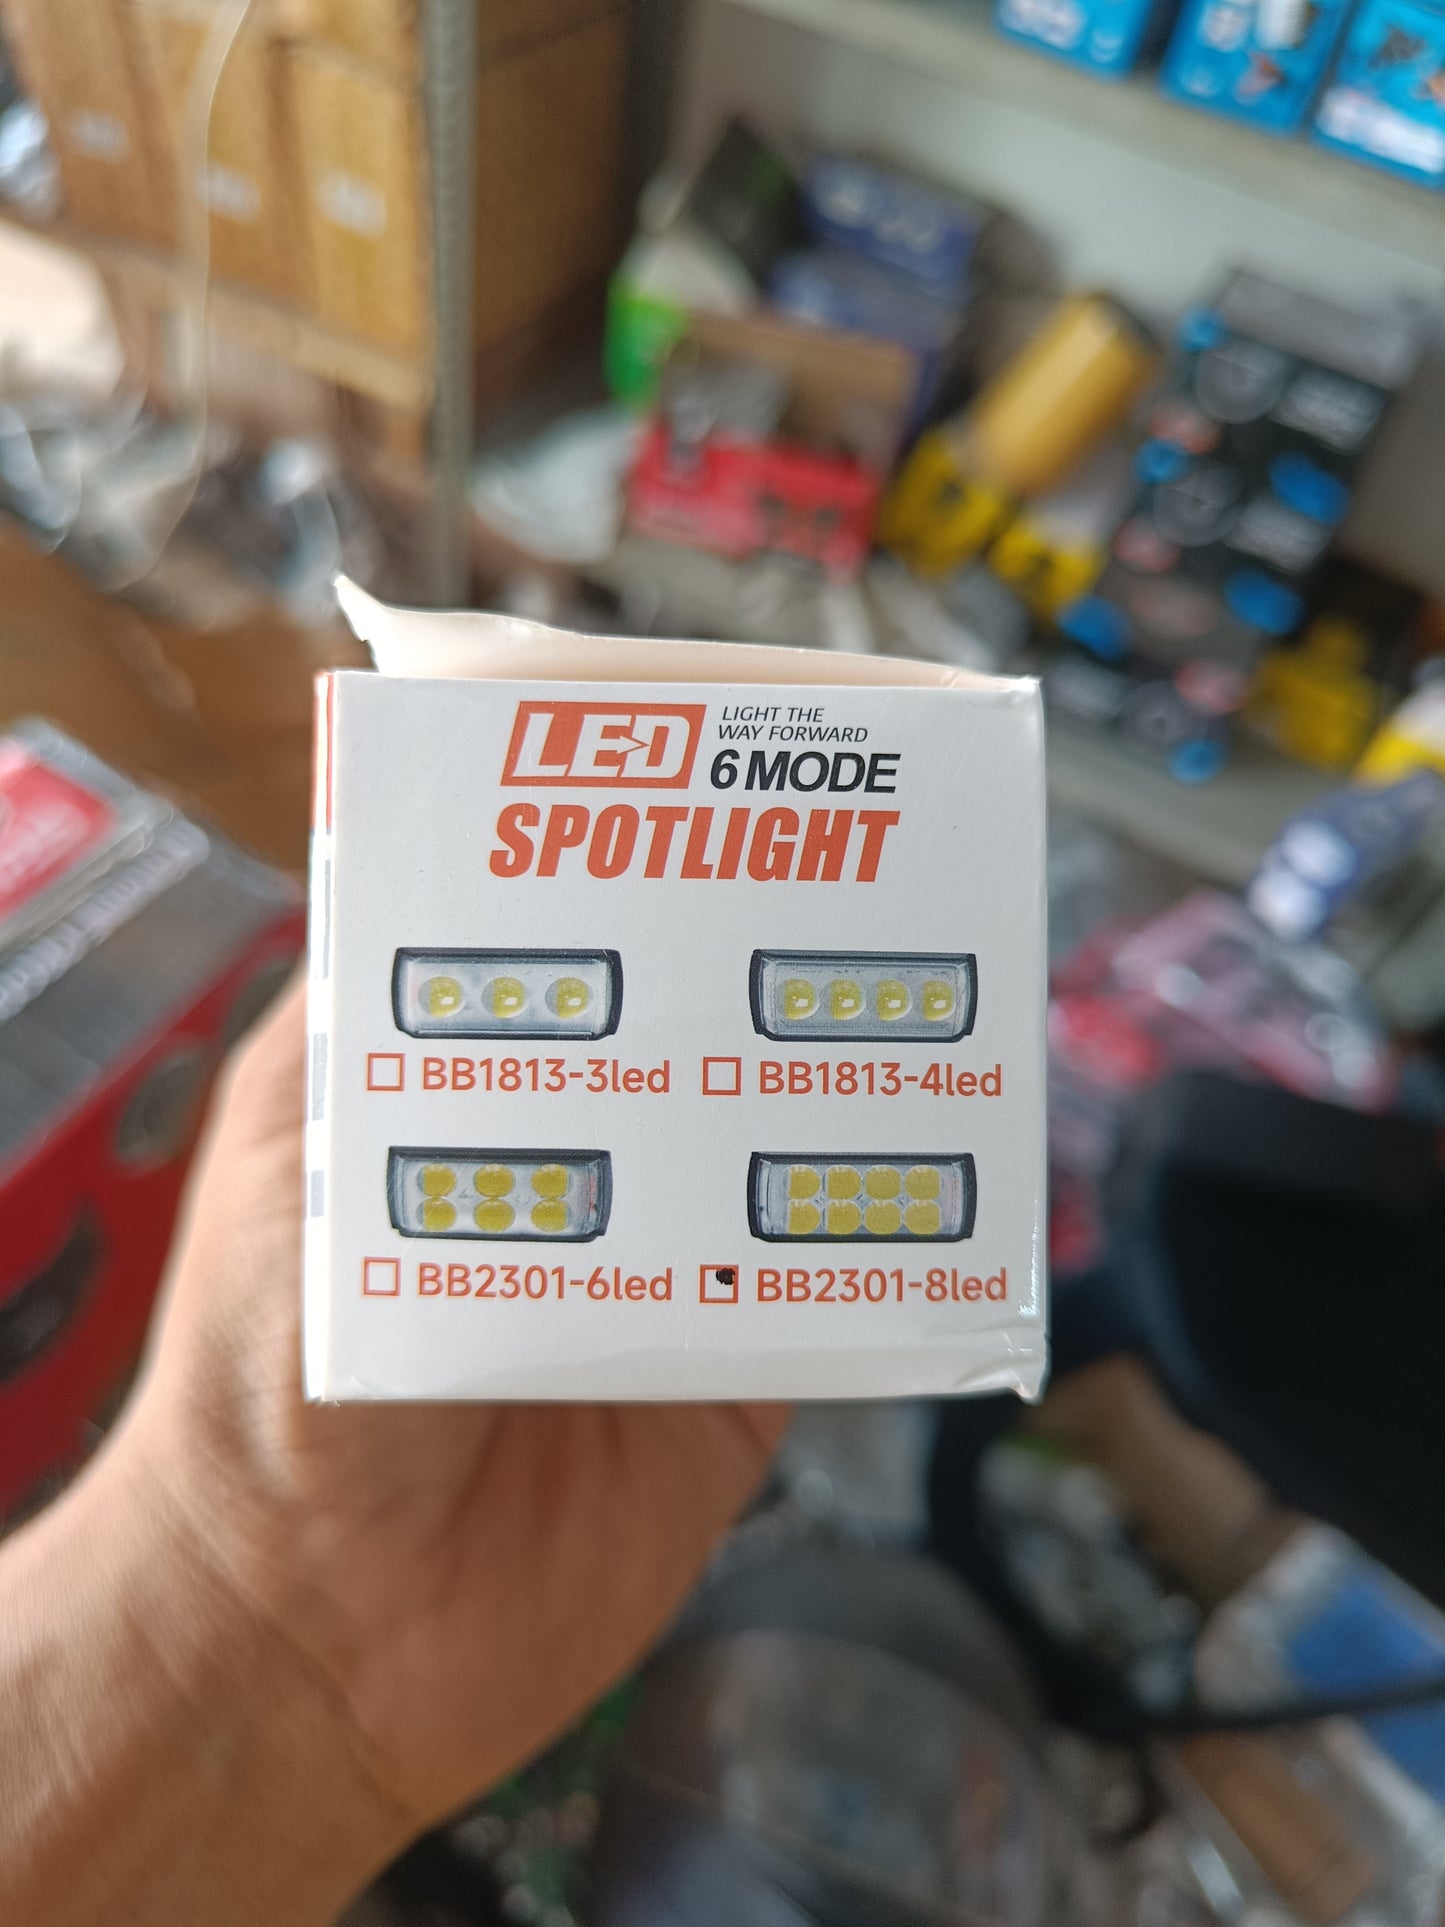 LED
LIGHT THE
WAY FORWARD
6 MODE
SPOTLIGHT
BB1813-3led
BB1813-4led
BB2301-6led
BB2301-8led